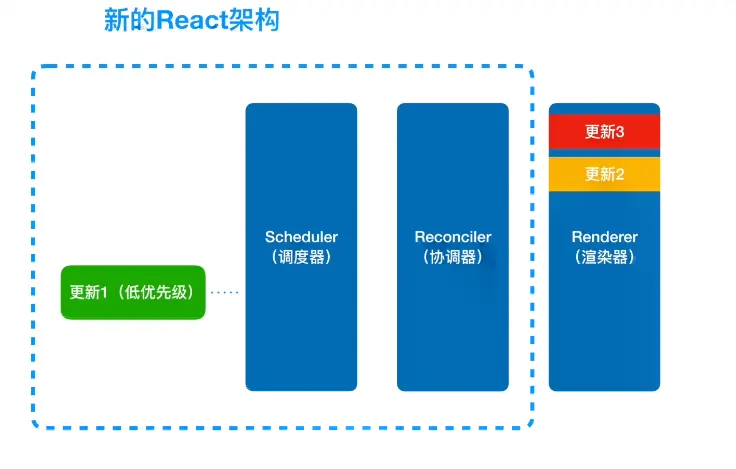 新的React架构
更新3
更新2
Scheduler
（调度器）
Reconciler
（协调器）
Renderer
（渲染器）
更新1（低优先级）